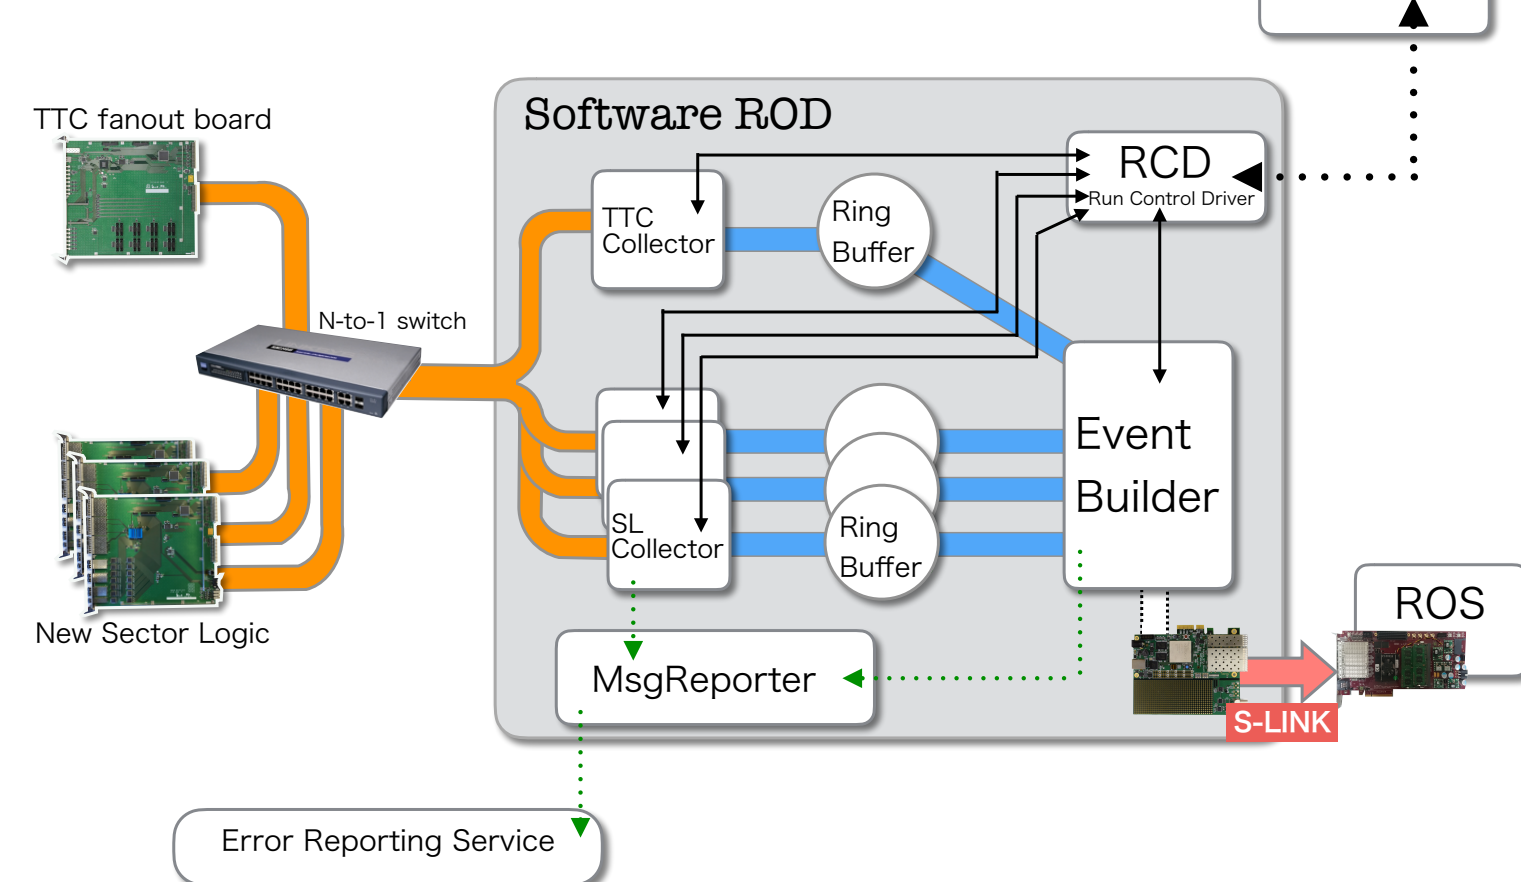 Software ROD
TTC fanout board
RCD
Run Control Driver
TTC
Collector
Ring
Buffer
N-to-1 switch
Event
Builder
SL
Collector
Ring
Buffer
New Sector Logic
ROS
MsgReporter
S-LINK
Error Reporting Service